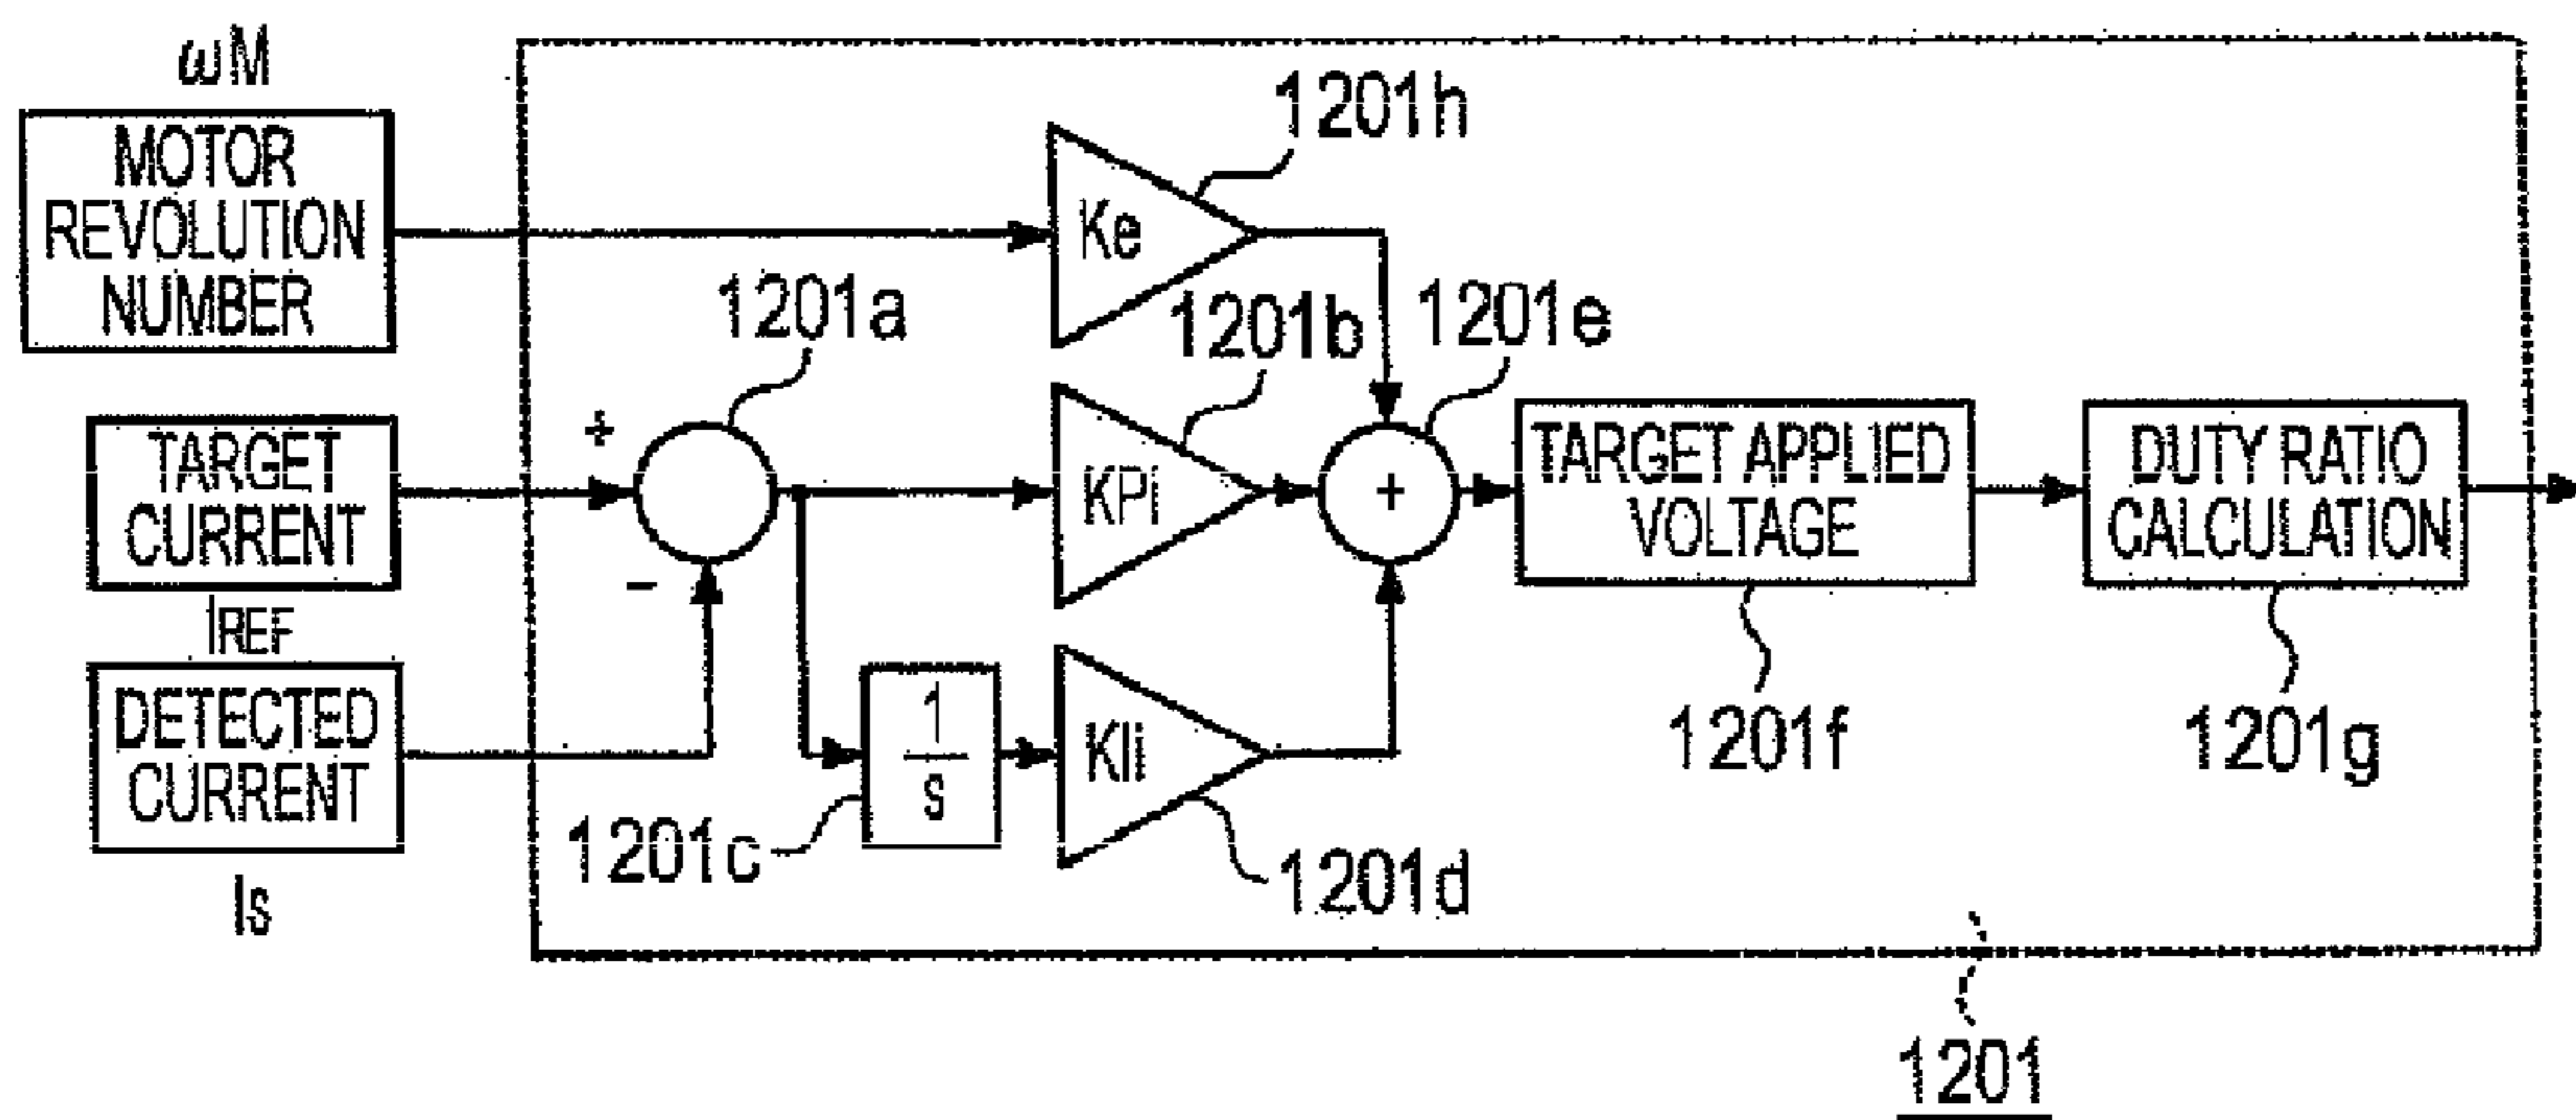 ωM
MOTOR
REVOLUTION
NUMBER
1201h
Ke
1201a
1201b
1201e
+
TARGET
CURRENT
IREF
KPi
+
TARGET APPLIED
VOLTAGE
DUTY RATIO
CALCULATION
-
DETECTED
CURRENT
Is
1
s
KIi
1201c
1201d
1201f
1201g
1201